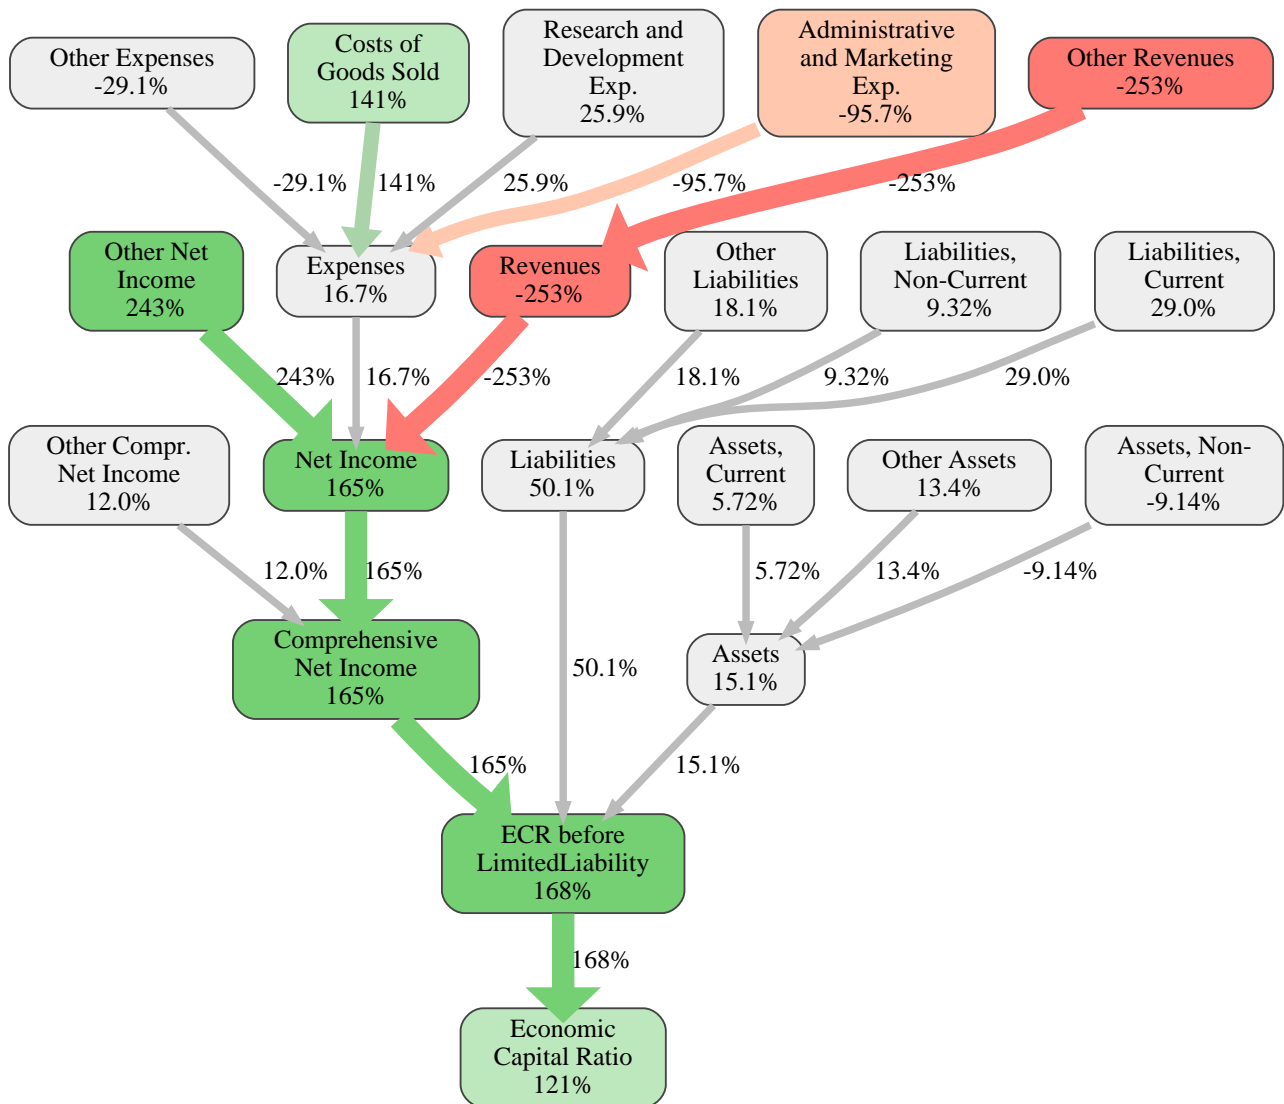 Other Expenses
-29.1%
Costs of
Goods Sold
141%
Research and
Development
Exp.
25.9%
Administrative
and Marketing
Exp.
-95.7%
Other Revenues
-253%
-29.1%
141%
25.9%
-95.7%
-253%
Other Net
Income
243%
Expenses
16.7%
Revenues
-253%
Other
Liabilities
18.1%
Liabilities,
Non-Current
9.32%
Liabilities,
Current
29.0%
243%
16.7%
-253%
18.1%
9.32%
29.0%
Other Compr.
Net Income
12.0%
Net Income
165%
Liabilities
50.1%
Assets,
Current
5.72%
Other Assets
13.4%
Assets, Non-
Current
-9.14%
12.0%
165%
5.72%
13.4%
-9.14%
Comprehensive
Net Income
165%
50.1%
Assets
15.1%
165%
15.1%
ECR before
LimitedLiability
168%
168%
Economic
Capital Ratio
121%